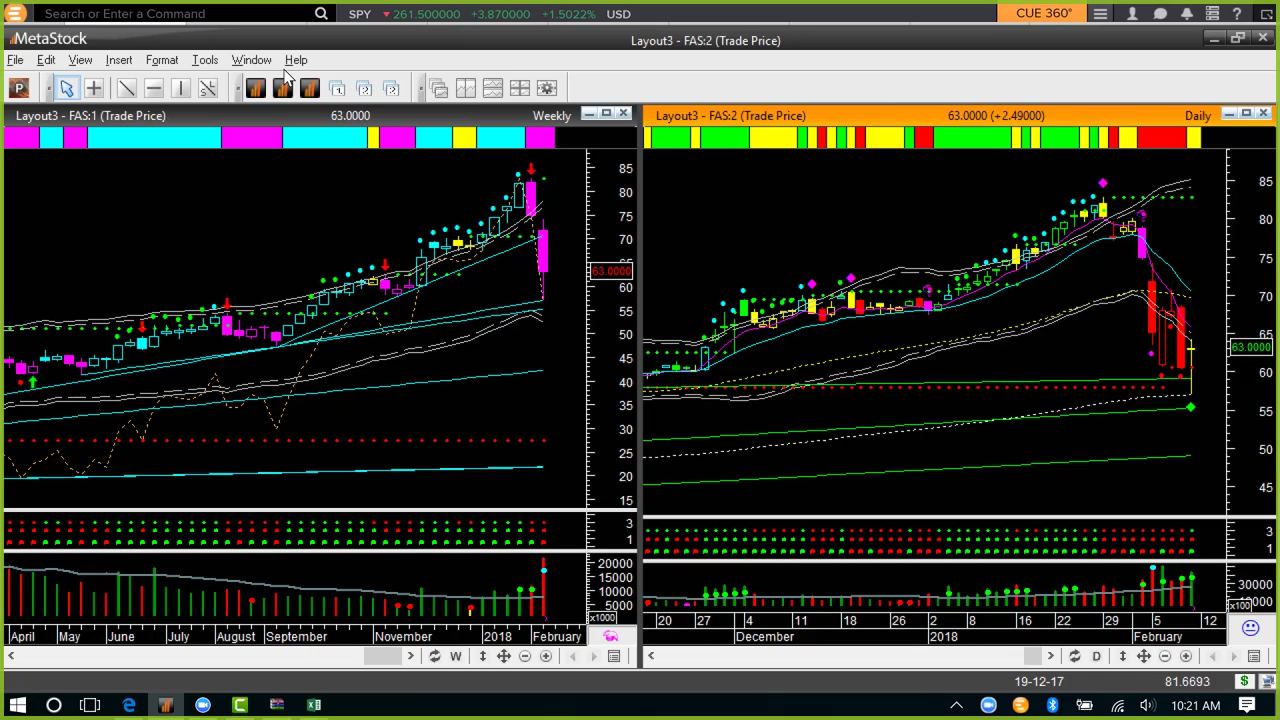 Search or Enter a Command SPY 261.500000 +3.870000 +1.5022% USD CUE 360° ?
MetaStock Layout3 - FAS:2 (Trade Price)
File Edit View Insert Format Tools Window Help
P 1 2 2
Layout3 - FAS:1 (Trade Price) 63.0000 Weekly
85
80
75
70
63.0000
60
55
50
45
40
35
30
25
20
15
3
1
20000
15000
10000
5000
x1000
April May June July August September November 2018 February
W
Layout3 - FAS:2 (Trade Price) 63.0000 (+2.49000) Daily
85
80
75
70
65
63.0000
60
55
50
45
3
1
30000
10000
x100
20 27 4 11 18 26 2 8 16 22 29 5 12
December 2018 February
D
19-12-17 81.6693 $
10:21 AM